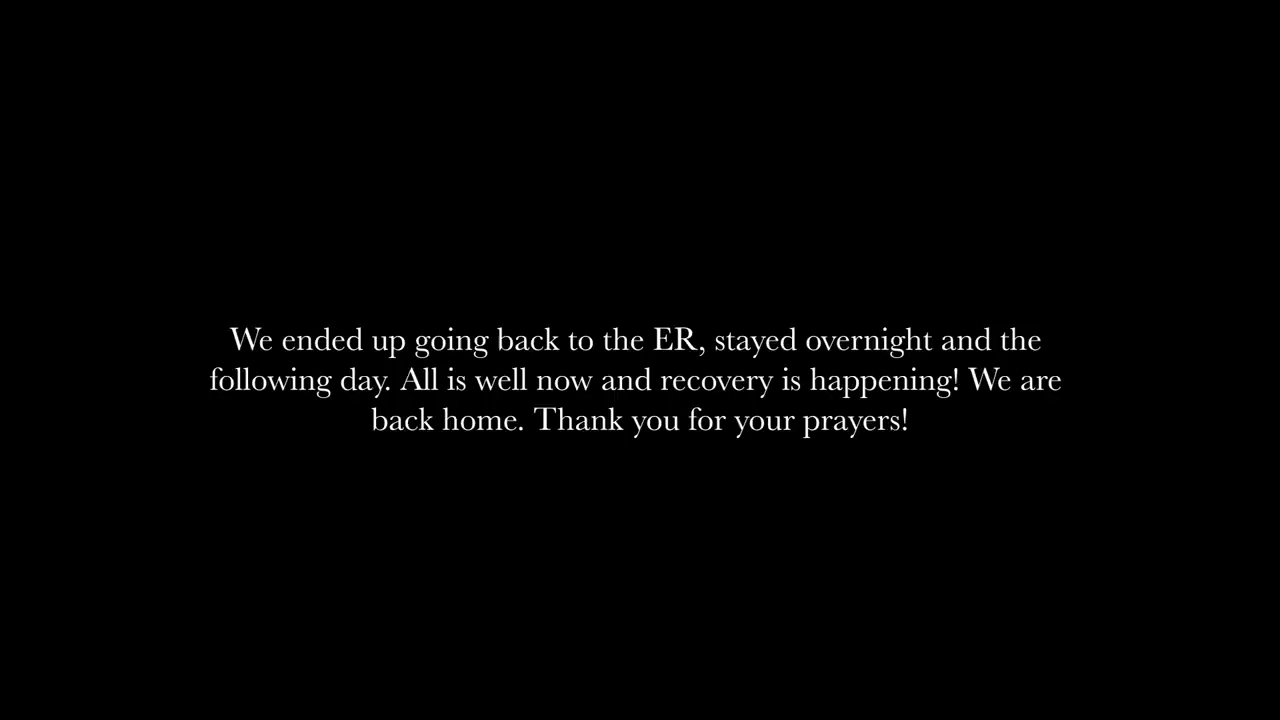 We ended up going back to the ER, stayed overnight and the
following day. All is well now and recovery is happening! We are
back home. Thank you for your prayers!